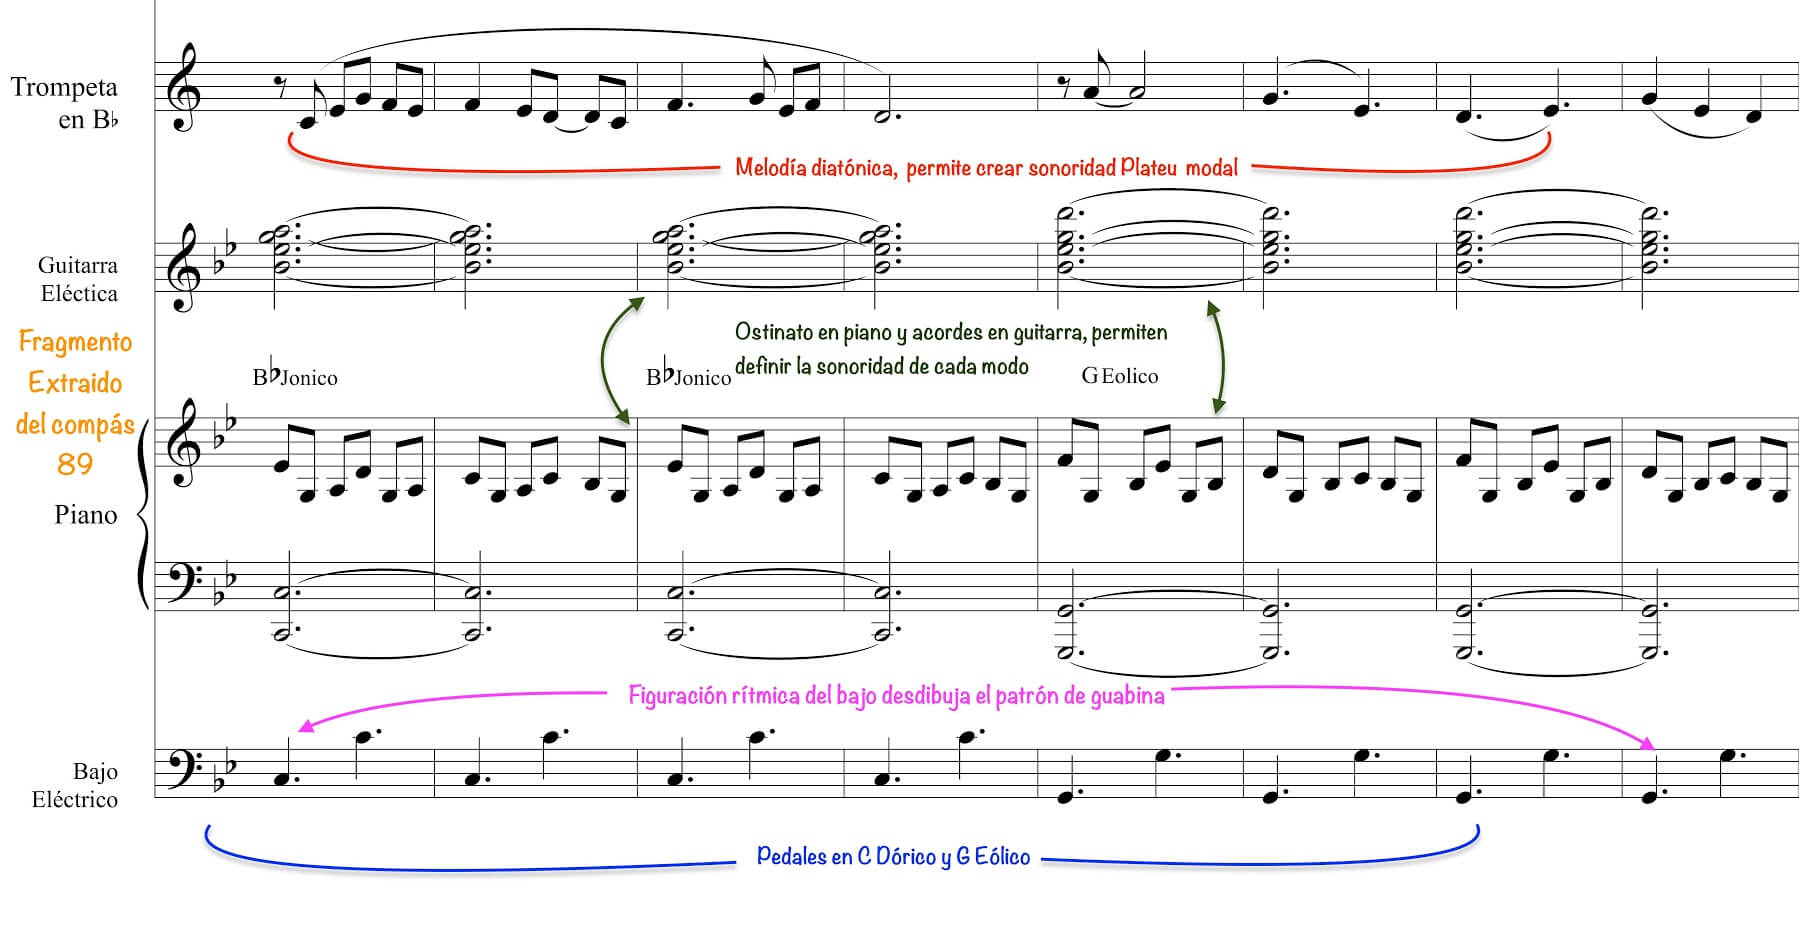 Trompeta
en B♭
Melodía diatónica, permite crear sonoridad Plateu modal
Guitarra
Eléctica
Fragmento
Extraido
del compás
89
Ostinato en piano y acordes en guitarra, permiten
definir la sonoridad de cada modo
B♭Jonico
B♭Jonico
G Eolico
Piano
Figuración rítmica del bajo desdibuja el patrón de guabina
Bajo
Eléctrico
Pedales en C Dórico y G Eólico